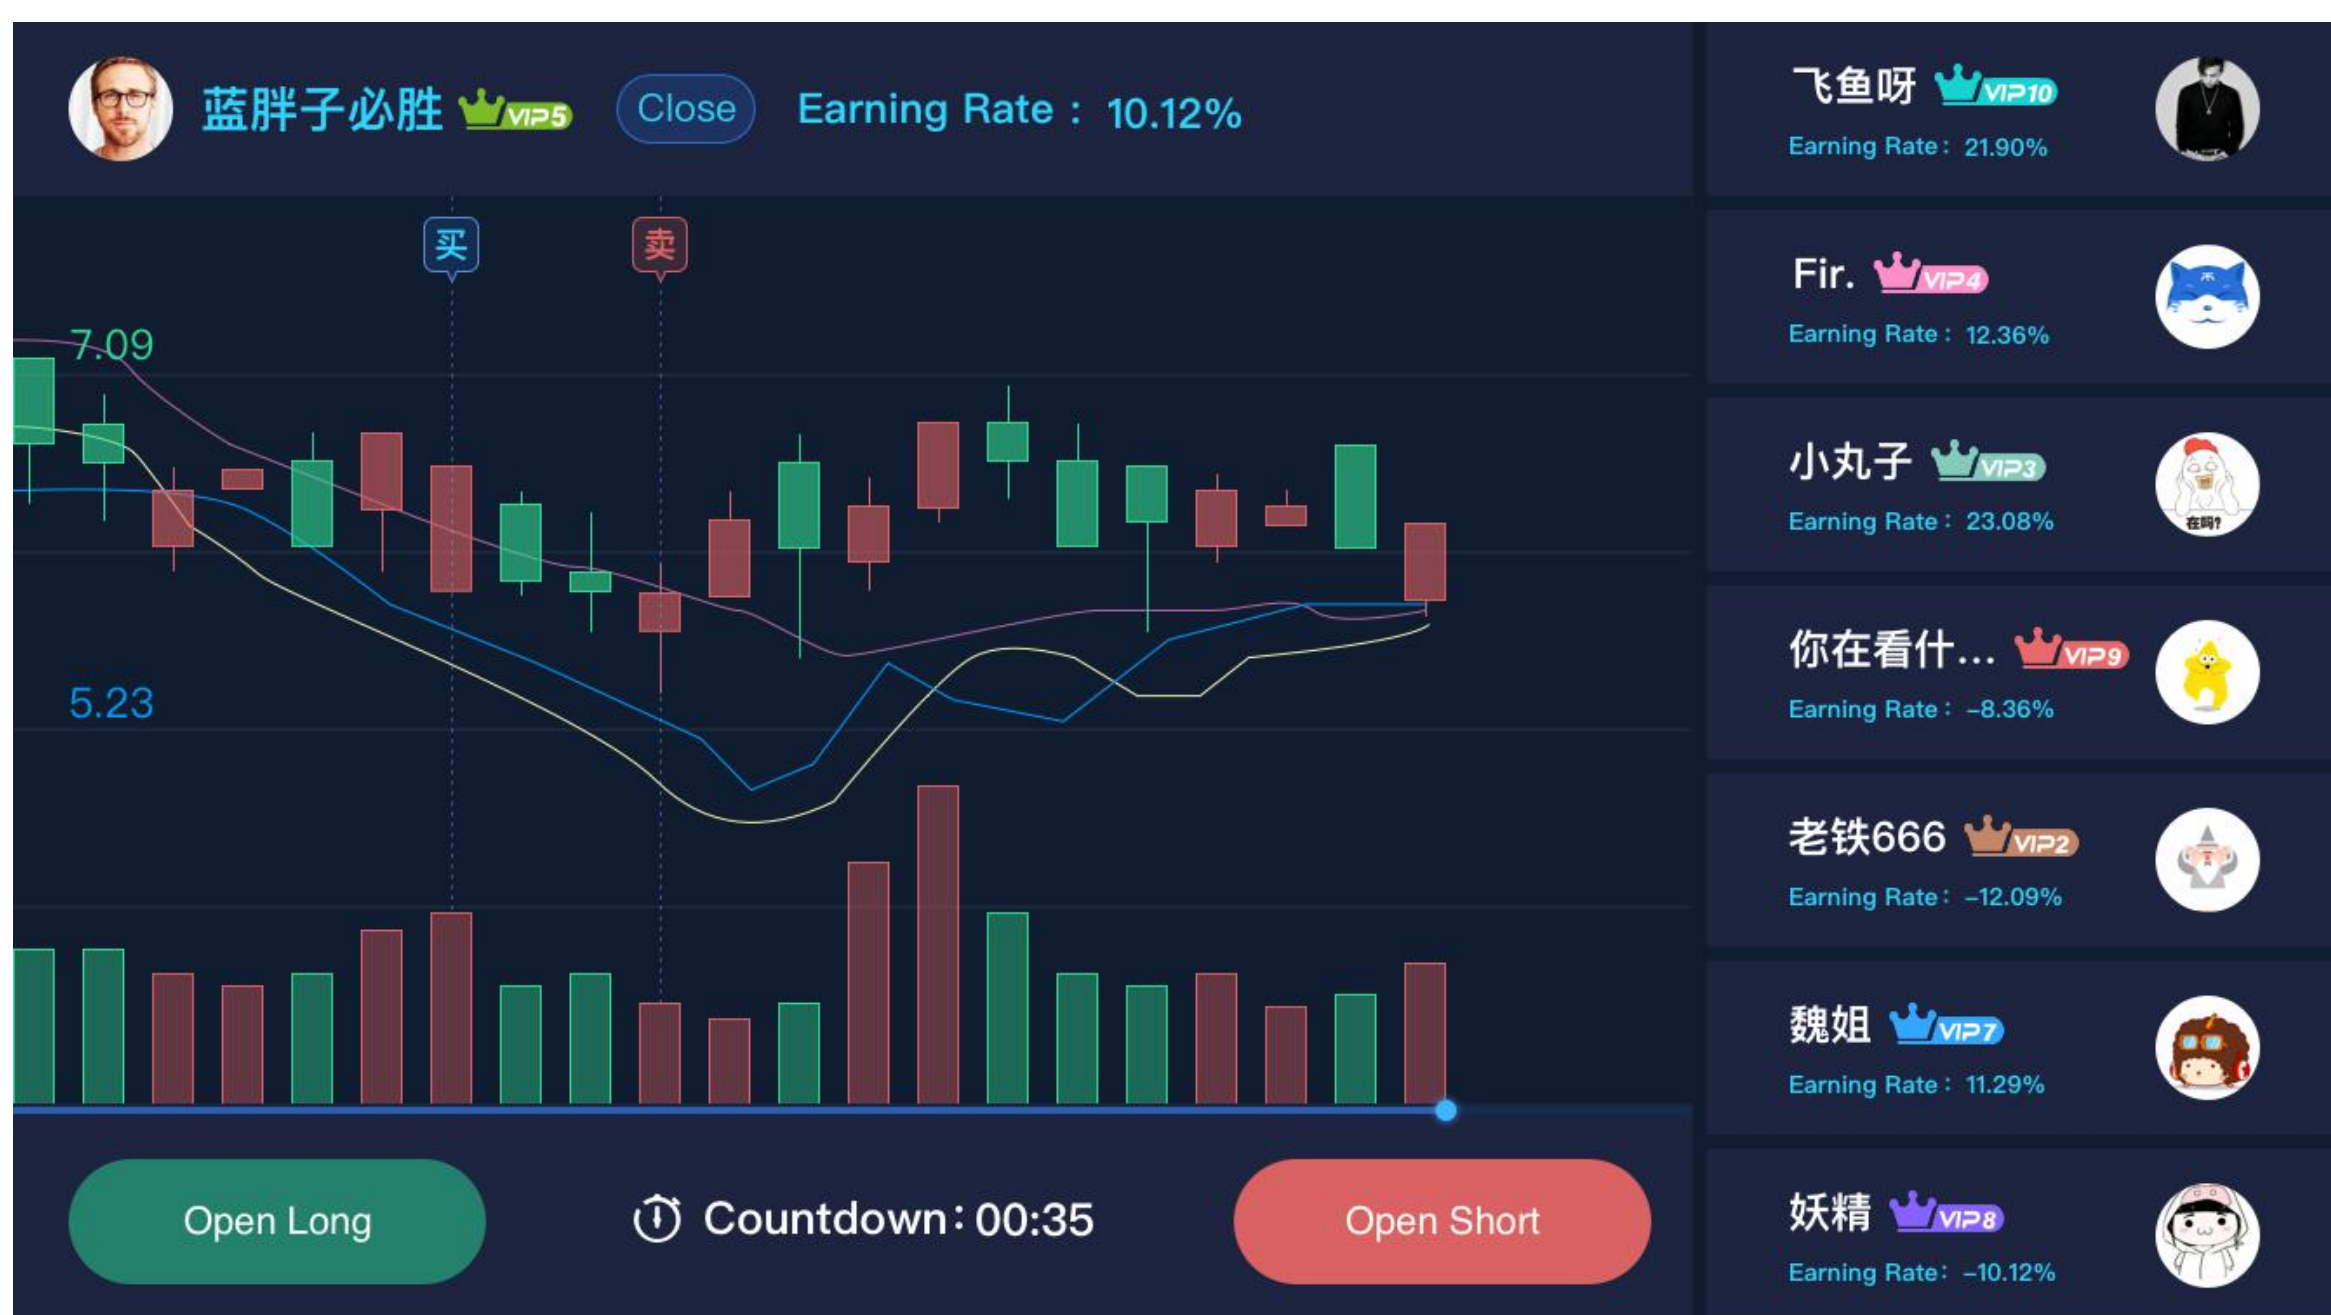 蓝胖子必胜 VIP5 Close Earning Rate： 10.12%
买 卖
7.09
5.23
Open Long
Countdown：00:35
Open Short
飞鱼呀 VIP10
Earning Rate： 21.90%
Fir. VIP4
Earning Rate： 12.36%
小丸子 VIP3
Earning Rate： 23.08%
在吗?
你在看什... VIP9
Earning Rate： -8.36%
老铁666 VIP2
Earning Rate： -12.09%
魏姐 VIP7
Earning Rate： 11.29%
妖精 VIP8
Earning Rate： -10.12%